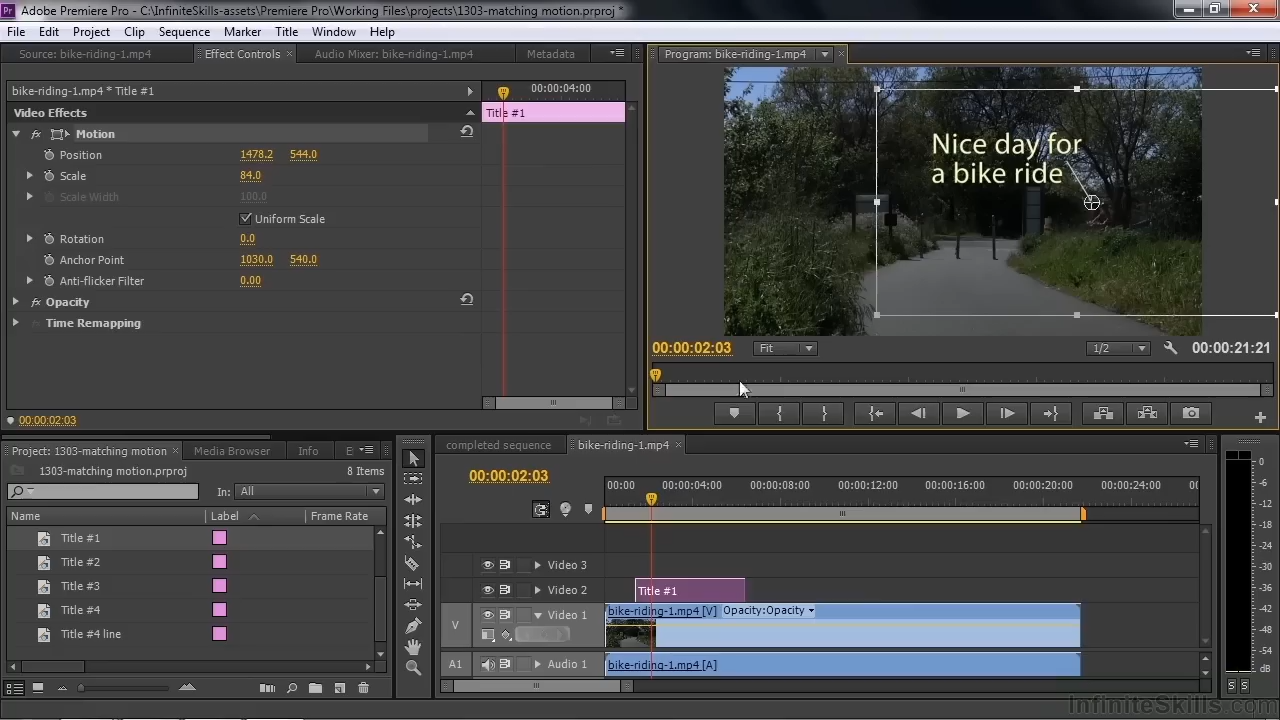 Adobe Premiere Pro - C:\InfiniteSkills-assets\Premiere Pro\Working Files\projects\1303-matching motion.prproj *
File Edit Project Clip Sequence Marker Title Window Help
Source: bike-riding-1.mp4 Effect Controls Audio Mixer: bike-riding-1.mp4 Metadata
Program: bike-riding-1.mp4
bike-riding-1.mp4 * Title #1
00:00:04:00
Video Effects
Title #1
fx Motion
Position 1478.2 544.0
Scale 84.0
Scale Width 100.0
Uniform Scale
Rotation 0.0
Anchor Point 1030.0 540.0
Anti-flicker Filter 0.00
fx Opacity
Time Remapping
00:00:02:03
Nice day for
a bike ride
00:00:02:03 Fit 1/2 00:00:21:21
Project: 1303-matching motion Media Browser Info E
1303-matching motion.prproj 8 Items
In: All
Name Label Frame Rate
Title #1
Title #2
Title #3
Title #4
Title #4 line
completed sequence bike-riding-1.mp4
00:00:02:03
00:00 00:00:04:00 00:00:08:00 00:00:12:00 00:00:16:00 00:00:20:00 00:00:24:00 00
Video 3
Video 2 Title #1
V Video 1 bike-riding-1.mp4 [V] Opacity:Opacity
A1 Audio 1 bike-riding-1.mp4 [A]
0
-6
-12
-18
-24
-30
-36
-42
-48
-54
dB
S S
InfiniteSkills.com